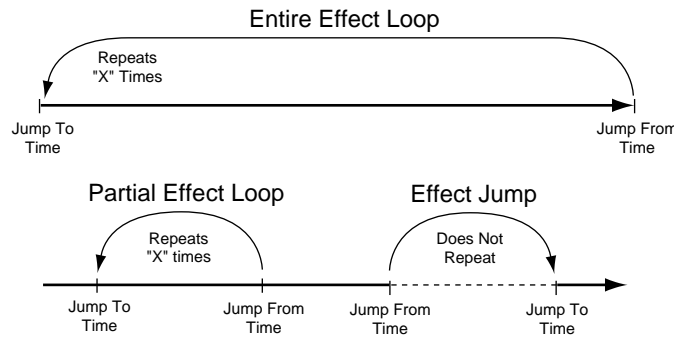 Entire Effect Loop
Repeats
"X" Times
Jump To
Time
Jump From
Time
Partial Effect Loop
Effect Jump
Repeats
"X" times
Does Not
Repeat
Jump To
Time
Jump From
Time
Jump From
Time
Jump To
Time